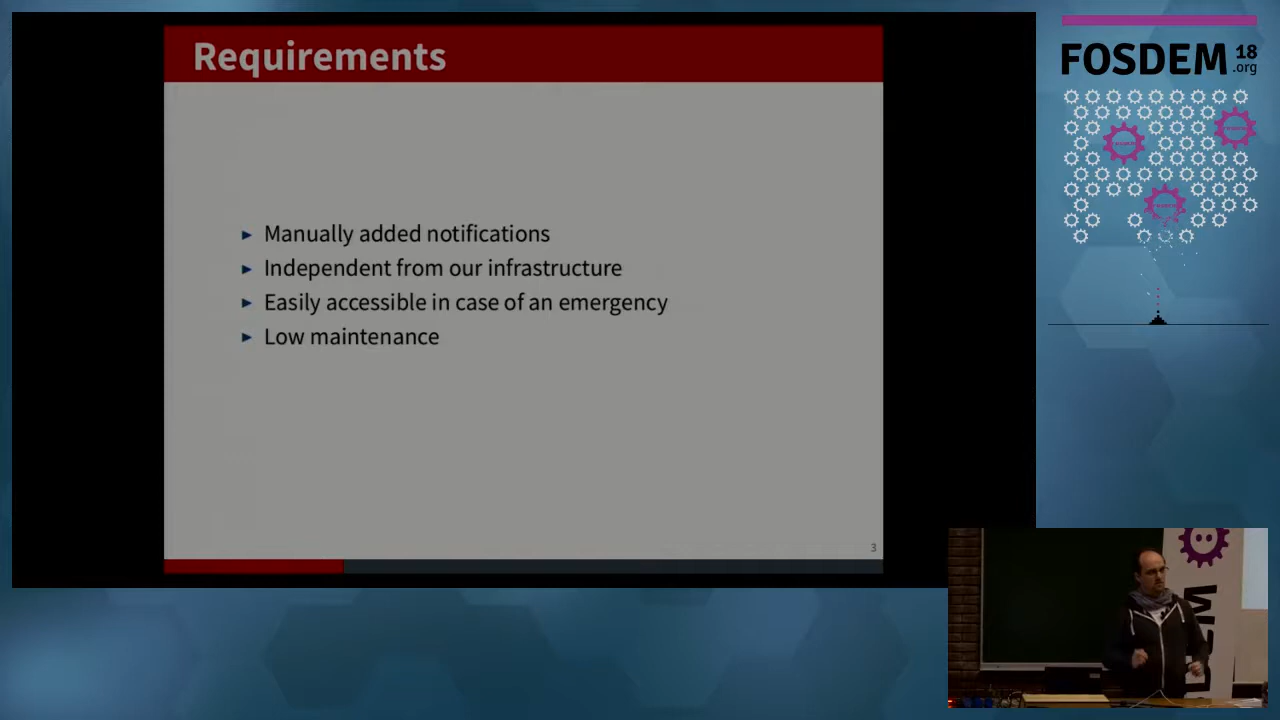 Requirements
► Manually added notifications
► Independent from our infrastructure
► Easily accessible in case of an emergency
► Low maintenance
3
FOSDEM 18
.org